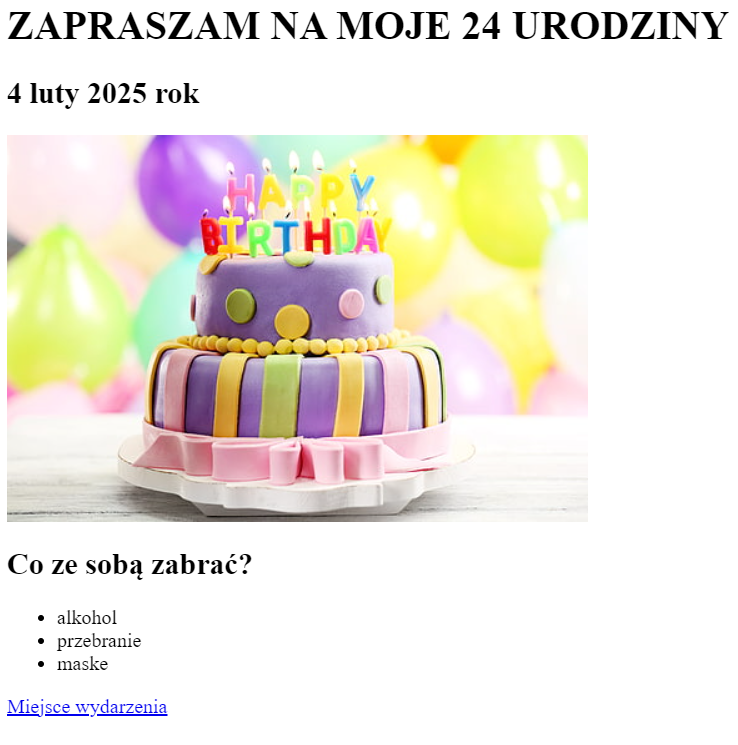 ZAPRASZAM NA MOJE 24 URODZINY
4 luty 2025 rok
HAPPY
BIRTHDAY
Co ze sobą zabrać?
alkohol
przebranie
maske
Miejsce wydarzenia